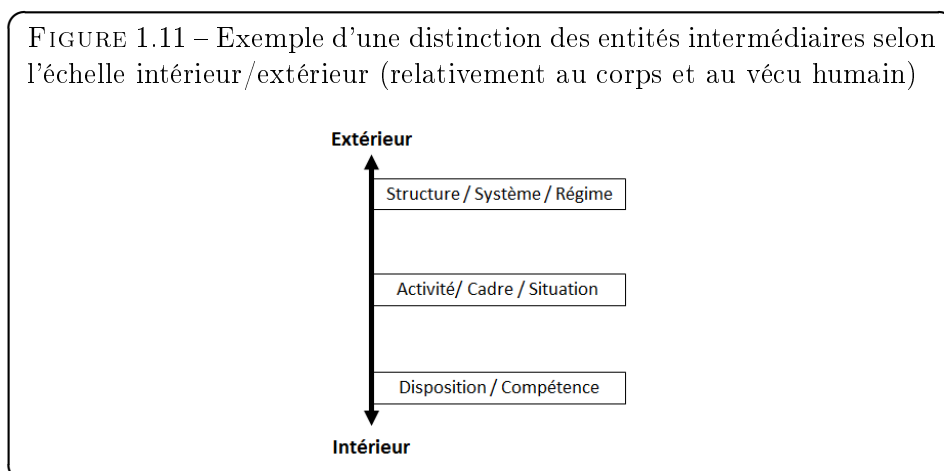 FIGURE 1.11 – Exemple d'une distinction des entités intermédiaires selon
l'échelle intérieur/extérieur (relativement au corps et au vécu humain)
Extérieur
Structure / Système / Régime
Activité/ Cadre / Situation
Disposition / Compétence
Intérieur